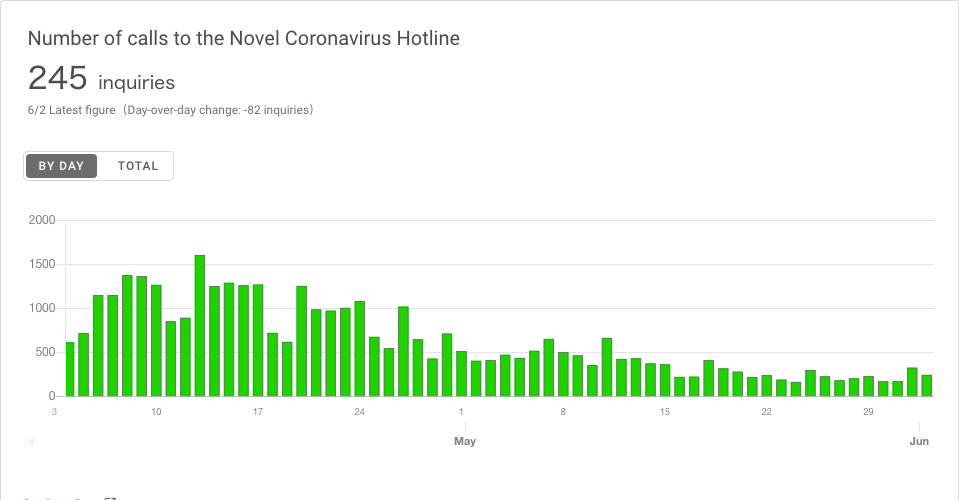 Number of calls to the Novel Coronavirus Hotline
245 inquiries
6/2 Latest figure（Day-over-day change: -82 inquiries）
BY DAY TOTAL
2000
1500
1000
500
0
3 10 17 24 1 8 15 22 29
May Jun